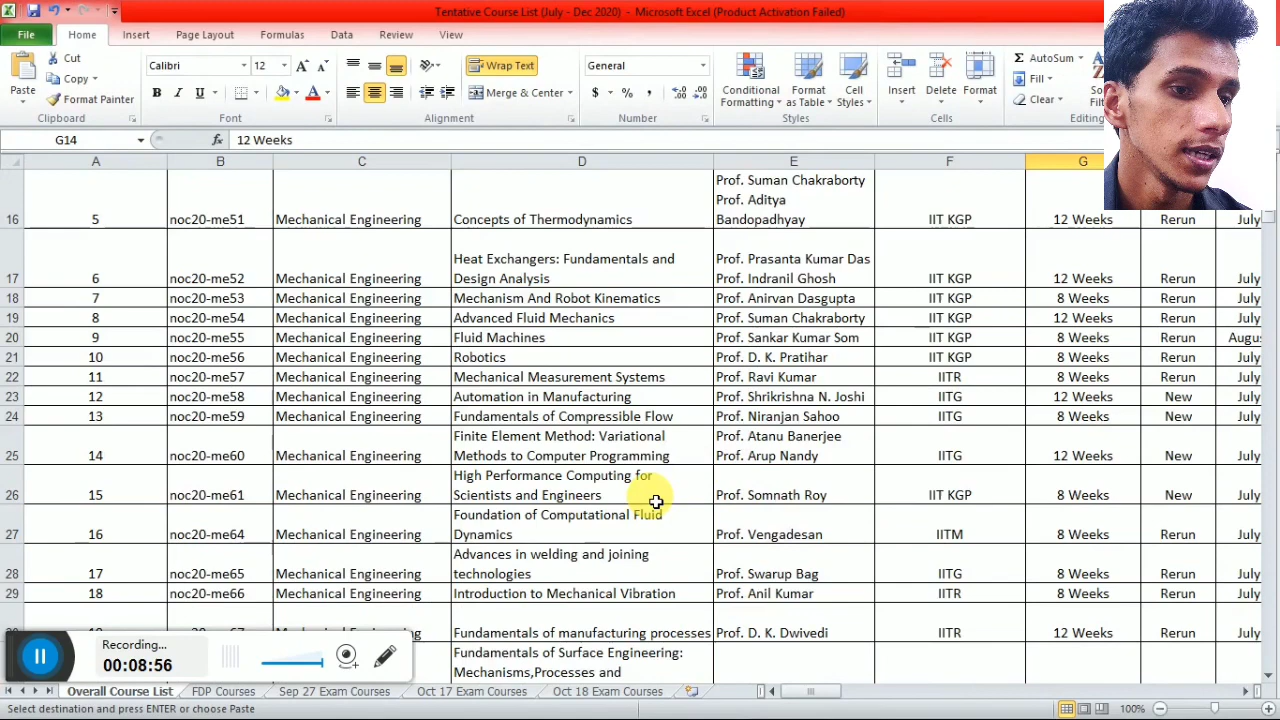 Tentative Course List (July - Dec 2020) - Microsoft Excel (Product Activation Failed)
File Home Insert Page Layout Formulas Data Review View
Paste
Cut
Copy
Format Painter
Clipboard
Calibri 12
B I U
Font
Wrap Text
Merge & Center
Alignment
General
$ % ,
Number
Conditional Formatting
Format as Table
Cell Styles
Styles
Insert Delete Format
Cells
AutoSum
Fill
Clear
G14 fx 12 Weeks
A B C D E F G
16 5 noc20-me51 Mechanical Engineering Concepts of Thermodynamics Prof. Suman Chakraborty Prof. Aditya Bandopadhyay IIT KGP 12 Weeks Rerun July
17 6 noc20-me52 Mechanical Engineering Heat Exchangers: Fundamentals and Design Analysis Prof. Prasanta Kumar Das Prof. Indranil Ghosh IIT KGP 12 Weeks Rerun July
18 7 noc20-me53 Mechanical Engineering Mechanism And Robot Kinematics Prof. Anirvan Dasgupta IIT KGP 8 Weeks Rerun July
19 8 noc20-me54 Mechanical Engineering Advanced Fluid Mechanics Prof. Suman Chakraborty IIT KGP 12 Weeks Rerun July
20 9 noc20-me55 Mechanical Engineering Fluid Machines Prof. Sankar Kumar Som IIT KGP 8 Weeks Rerun Augu
21 10 noc20-me56 Mechanical Engineering Robotics Prof. D. K. Pratihar IIT KGP 8 Weeks Rerun July
22 11 noc20-me57 Mechanical Engineering Mechanical Measurement Systems Prof. Ravi Kumar IITR 8 Weeks Rerun July
23 12 noc20-me58 Mechanical Engineering Automation in Manufacturing Prof. Shrikrishna N. Joshi IITG 12 Weeks New July
24 13 noc20-me59 Mechanical Engineering Fundamentals of Compressible Flow Prof. Niranjan Sahoo IITG 8 Weeks New July
25 14 noc20-me60 Mechanical Engineering Finite Element Method: Variational Methods to Computer Programming Prof. Atanu Banerjee Prof. Arup Nandy IITG 12 Weeks New July
26 15 noc20-me61 Mechanical Engineering High Performance Computing for Scientists and Engineers Prof. Somnath Roy IIT KGP 8 Weeks New July
27 16 noc20-me64 Mechanical Engineering Foundation of Computational Fluid Dynamics Prof. Vengadesan IITM 8 Weeks Rerun July
28 17 noc20-me65 Mechanical Engineering Advances in welding and joining technologies Prof. Swarup Bag IITG 8 Weeks Rerun July
29 18 noc20-me66 Mechanical Engineering Introduction to Mechanical Vibration Prof. Anil Kumar IITR 8 Weeks Rerun July
Engineering Fundamentals of manufacturing processes Prof. D. K. Dwivedi IITR 12 Weeks Rerun July
Fundamentals of Surface Engineering: Mechanisms,Processes and
Recording...
00:08:56
Overall Course List FDP Courses Sep 27 Exam Courses Oct 17 Exam Courses Oct 18 Exam Courses
Select destination and press ENTER or choose Paste 100%